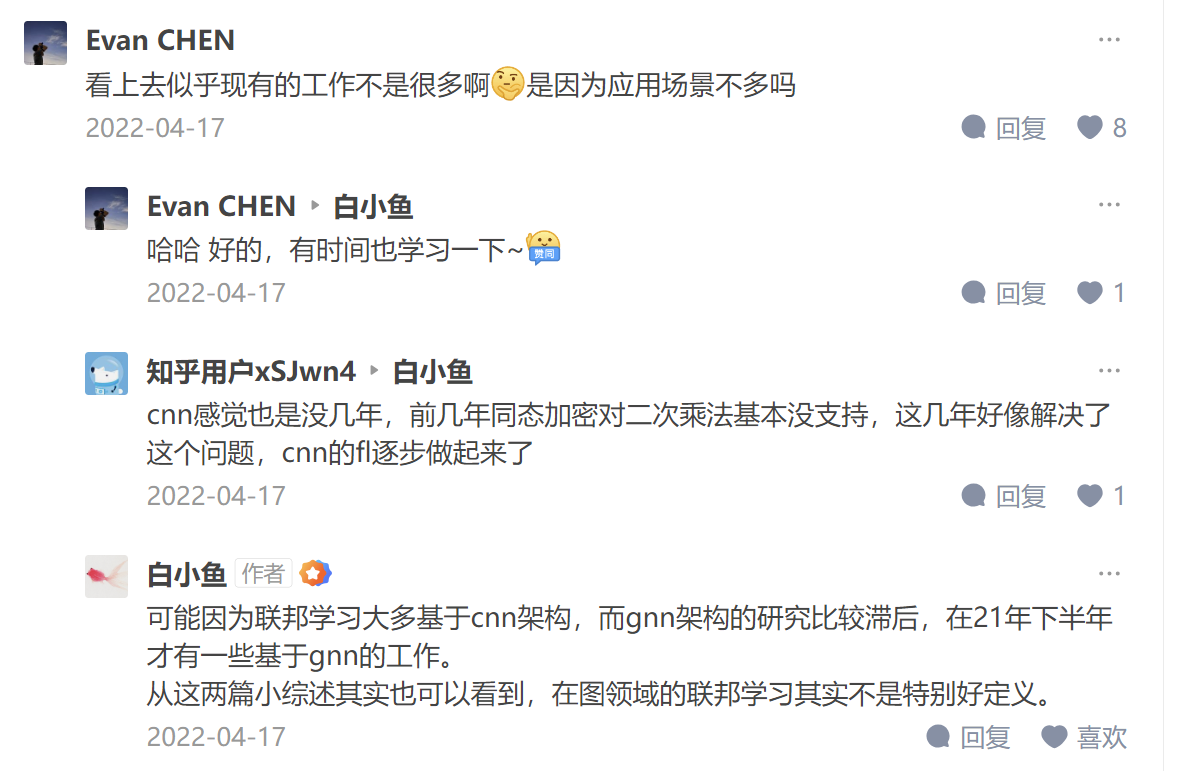 Evan CHEN
看上去似乎现有的工作不是很多啊🤔是因为应用场景不多吗
2022-04-17 回复 8
Evan CHEN 白小鱼
哈哈 好的，有时间也学习一下~ 赞同
2022-04-17 回复 1
知乎用户xSJwn4 白小鱼
cnn感觉也是没几年，前几年同态加密对二次乘法基本没支持，这几年好像解决了
这个问题，cnn的fl逐步做起来了
2022-04-17 回复 1
白小鱼 作者
可能因为联邦学习大多基于cnn架构，而gnn架构的研究比较滞后，在21年下半年
才有一些基于gnn的工作。
从这两篇小综述其实也可以看到，在图领域的联邦学习其实不是特别好定义。
2022-04-17 回复 喜欢